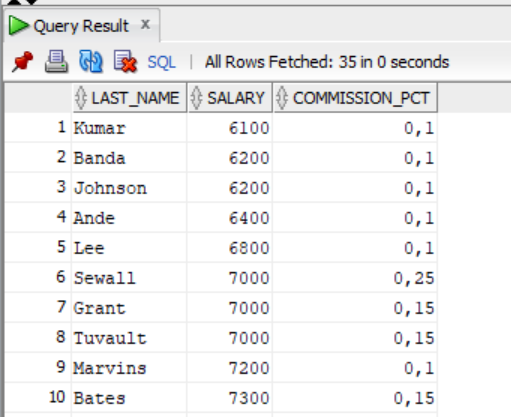 Query Result x
SQL | All Rows Fetched: 35 in 0 seconds
LAST_NAME SALARY COMMISSION_PCT
1 Kumar 6100 0,1
2 Banda 6200 0,1
3 Johnson 6200 0,1
4 Ande 6400 0,1
5 Lee 6800 0,1
6 Sewall 7000 0,25
7 Grant 7000 0,15
8 Tuvault 7000 0,15
9 Marvins 7200 0,1
10 Bates 7300 0,15